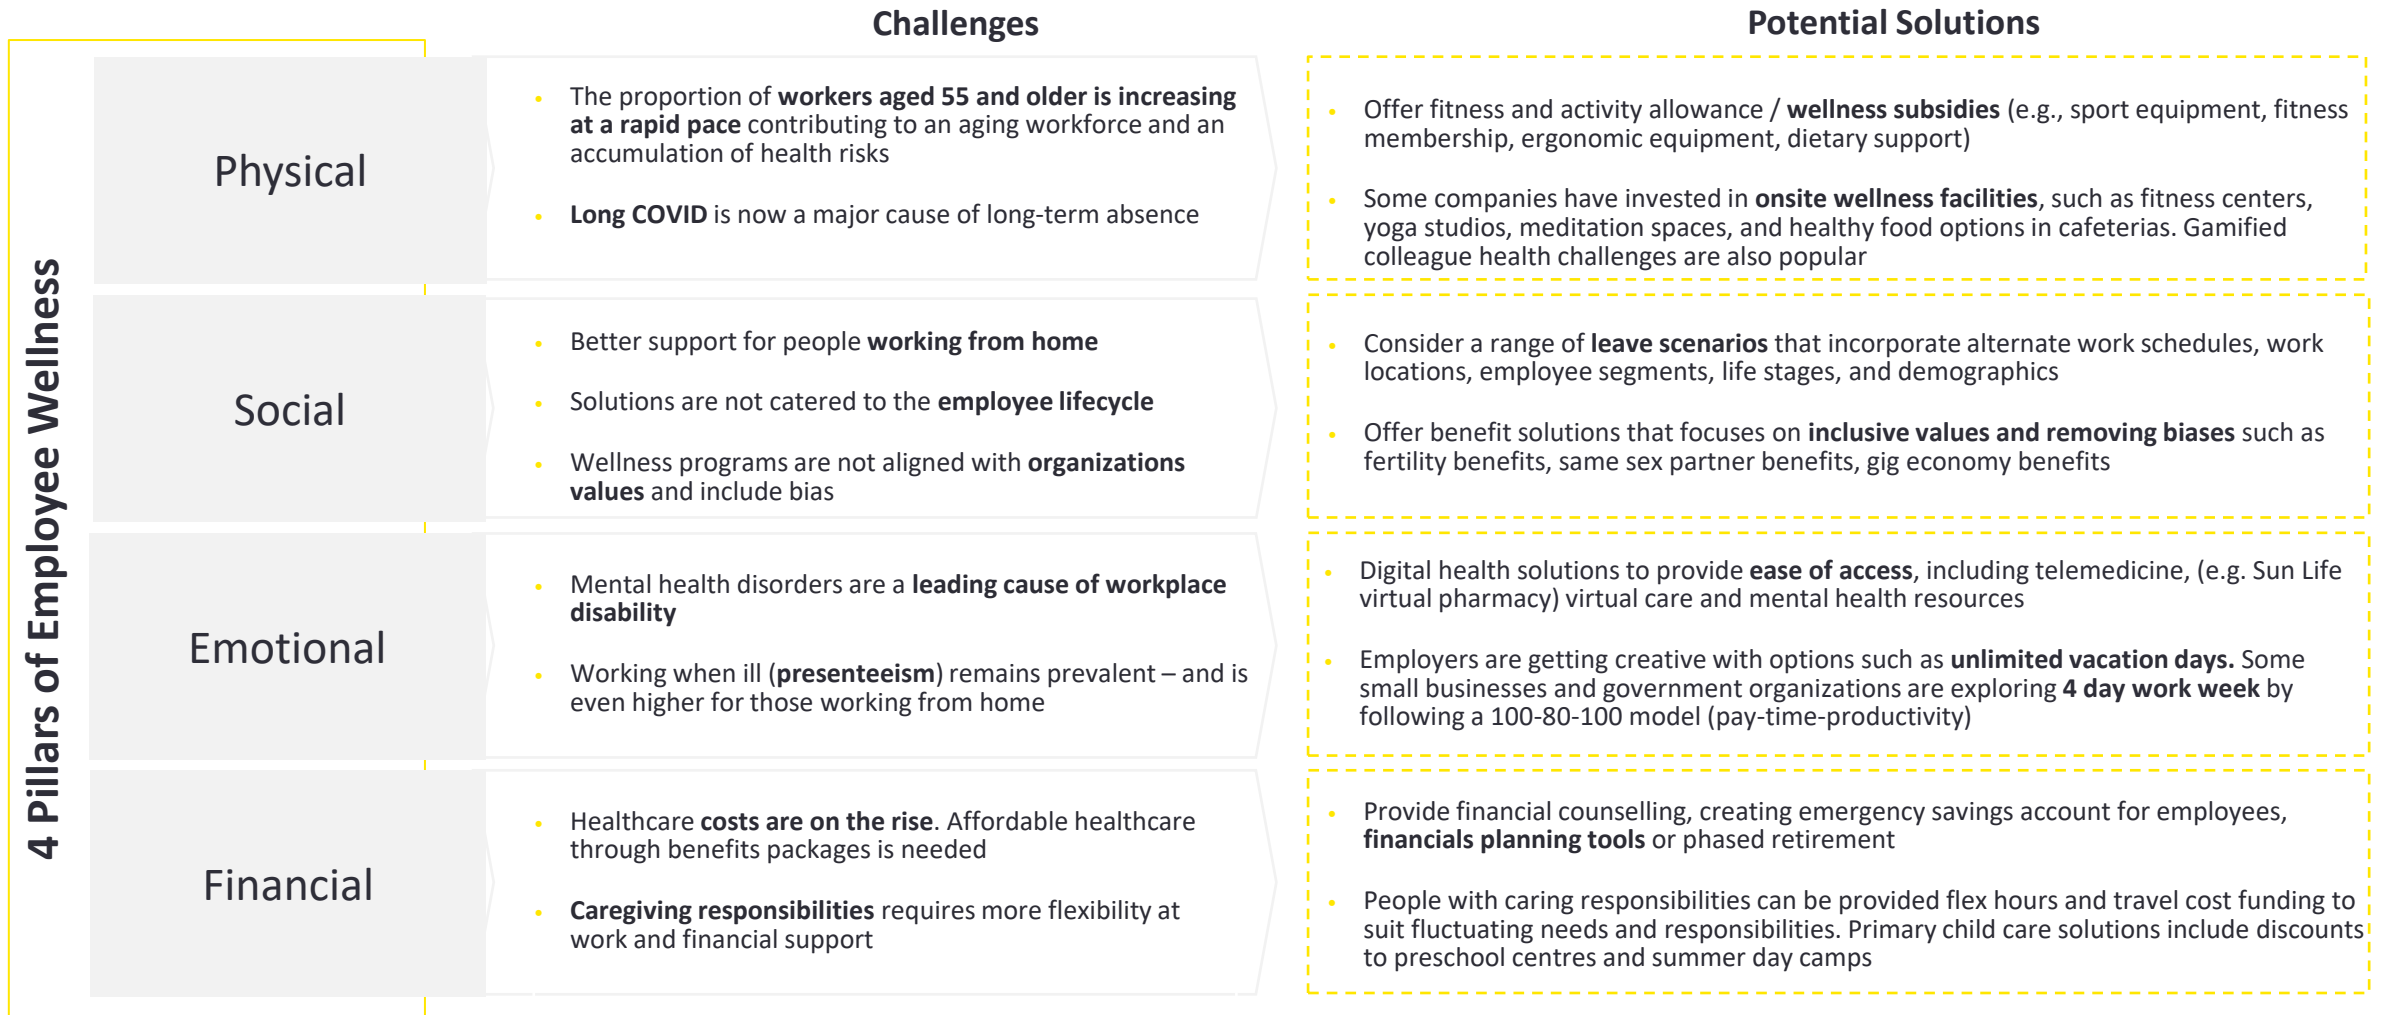 Challenges
Potential Solutions
4 Pillars of Employee Wellness
Physical
• The proportion of workers aged 55 and older is increasing
at a rapid pace contributing to an aging workforce and an
accumulation of health risks
• Long COVID is now a major cause of long-term absence
• Offer fitness and activity allowance / wellness subsidies (e.g., sport equipment, fitness
membership, ergonomic equipment, dietary support)
• Some companies have invested in onsite wellness facilities, such as fitness centers,
yoga studios, meditation spaces, and healthy food options in cafeterias. Gamified
colleague health challenges are also popular
Social
• Better support for people working from home
• Solutions are not catered to the employee lifecycle
• Wellness programs are not aligned with organizations
values and include bias
• Consider a range of leave scenarios that incorporate alternate work schedules, work
locations, employee segments, life stages, and demographics
• Offer benefit solutions that focuses on inclusive values and removing biases such as
fertility benefits, same sex partner benefits, gig economy benefits
Emotional
• Mental health disorders are a leading cause of workplace
disability
• Working when ill (presenteeism) remains prevalent – and is
even higher for those working from home
• Digital health solutions to provide ease of access, including telemedicine, (e.g. Sun Life
virtual pharmacy) virtual care and mental health resources
• Employers are getting creative with options such as unlimited vacation days. Some
small businesses and government organizations are exploring 4 day work week by
following a 100-80-100 model (pay-time-productivity)
Financial
• Healthcare costs are on the rise. Affordable healthcare
through benefits packages is needed
• Caregiving responsibilities requires more flexibility at
work and financial support
• Provide financial counselling, creating emergency savings account for employees,
financials planning tools or phased retirement
• People with caring responsibilities can be provided flex hours and travel cost funding to
suit fluctuating needs and responsibilities. Primary child care solutions include discounts
to preschool centres and summer day camps